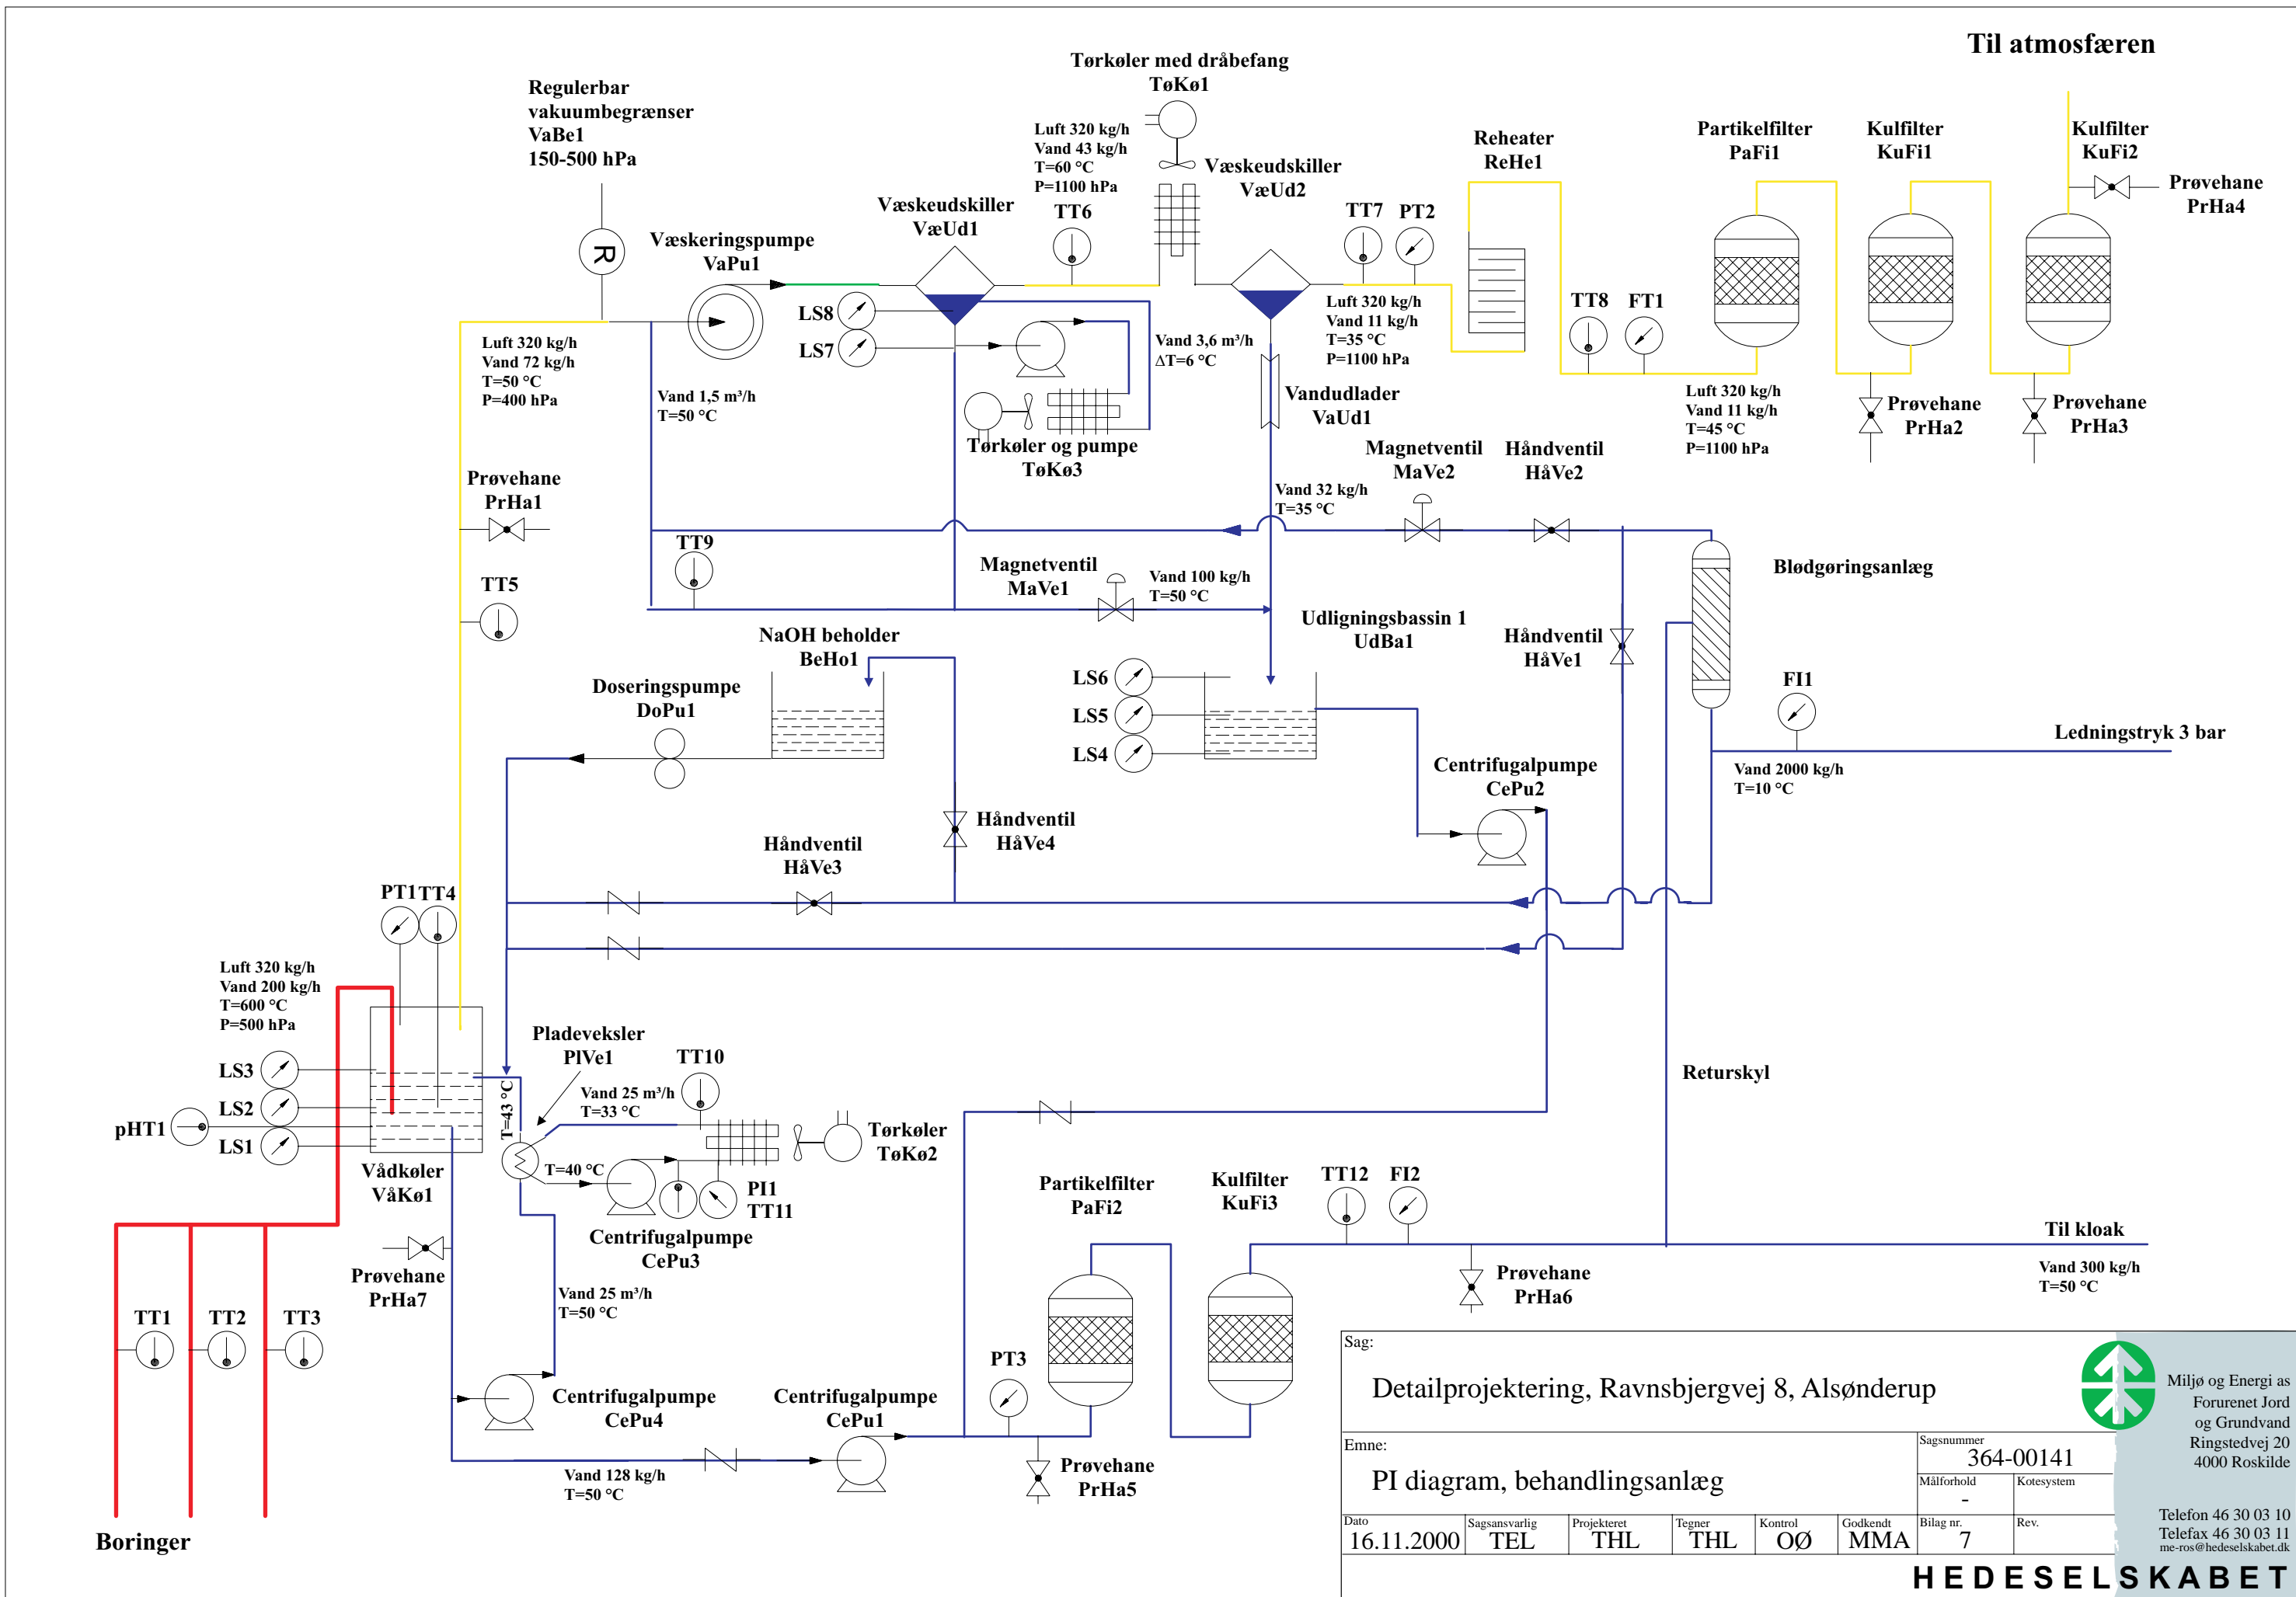 Til atmosfæren
Tørkøler med dråbefang
TøKø1
Regulerbar
vakuumbegrænser
VaBe1
150-500 hPa
R
Luft 320 kg/h
Vand 43 kg/h
T=60 °C
P=1100 hPa
TT6
Væskeudskiller
VæUd2
Reheater
ReHe1
Partikelfilter
PaFi1
Kulfilter
KuFi1
Kulfilter
KuFi2
Prøvehane
PrHa4
Væskeudskiller
VæUd1
Væskeringspumpe
VaPu1
TT7
PT2
LS8
LS7
TT8
FT1
Luft 320 kg/h
Vand 72 kg/h
T=50 °C
P=400 hPa
Vand 1,5 m³/h
T=50 °C
Vand 3,6 m³/h
ΔT=6 °C
Luft 320 kg/h
Vand 11 kg/h
T=35 °C
P=1100 hPa
Vandudlader
VaUd1
Luft 320 kg/h
Vand 11 kg/h
T=45 °C
P=1100 hPa
Prøvehane
PrHa2
Prøvehane
PrHa3
Tørkøler og pumpe
TøKø3
Magnetventil
MaVe2
Håndventil
HåVe2
Prøvehane
PrHa1
Vand 32 kg/h
T=35 °C
TT9
TT5
Magnetventil
MaVe1
Vand 100 kg/h
T=50 °C
Blødgøringsanlæg
NaOH beholder
BeHo1
Udligningsbassin 1
UdBa1
Håndventil
HåVe1
Doseringspumpe
DoPu1
LS6
LS5
LS4
FI1
Ledningstryk 3 bar
Vand 2000 kg/h
T=10 °C
Centrifugalpumpe
CePu2
Håndventil
HåVe4
Håndventil
HåVe3
PT1
TT4
Luft 320 kg/h
Vand 200 kg/h
T=600 °C
P=500 hPa
LS3
LS2
pHT1
LS1
Vådkøler
VåKø1
Pladeveksler
PlVe1
T=43 °C
TT10
Vand 25 m³/h
T=33 °C
Tørkøler
TøKø2
T=40 °C
PI1
TT11
Centrifugalpumpe
CePu3
Returskyl
Partikelfilter
PaFi2
Kulfilter
KuFi3
TT12
FI2
Til kloak
Vand 300 kg/h
T=50 °C
Prøvehane
PrHa6
Prøvehane
PrHa7
Vand 25 m³/h
T=50 °C
TT1
TT2
TT3
PT3
Centrifugalpumpe
CePu4
Centrifugalpumpe
CePu1
Vand 128 kg/h
T=50 °C
Prøvehane
PrHa5
Boringer
Sag:
Detailprojektering, Ravnsbjergvej 8, Alsønderup
Emne:
PI diagram, behandlingsanlæg
Sagsnummer
364-00141
Målforhold
-
Kotesystem
Dato
16.11.2000
Sagsansvarlig
TEL
Projekteret
THL
Tegner
THL
Kontrol
OØ
Godkendt
MMA
Bilag nr.
7
Rev.
Miljø og Energi as
Forurenet Jord
og Grundvand
Ringstedvej 20
4000 Roskilde
Telefon 46 30 03 10
Telefax 46 30 03 11
me-ros@hedeselskabet.dk
HEDESELSKABET